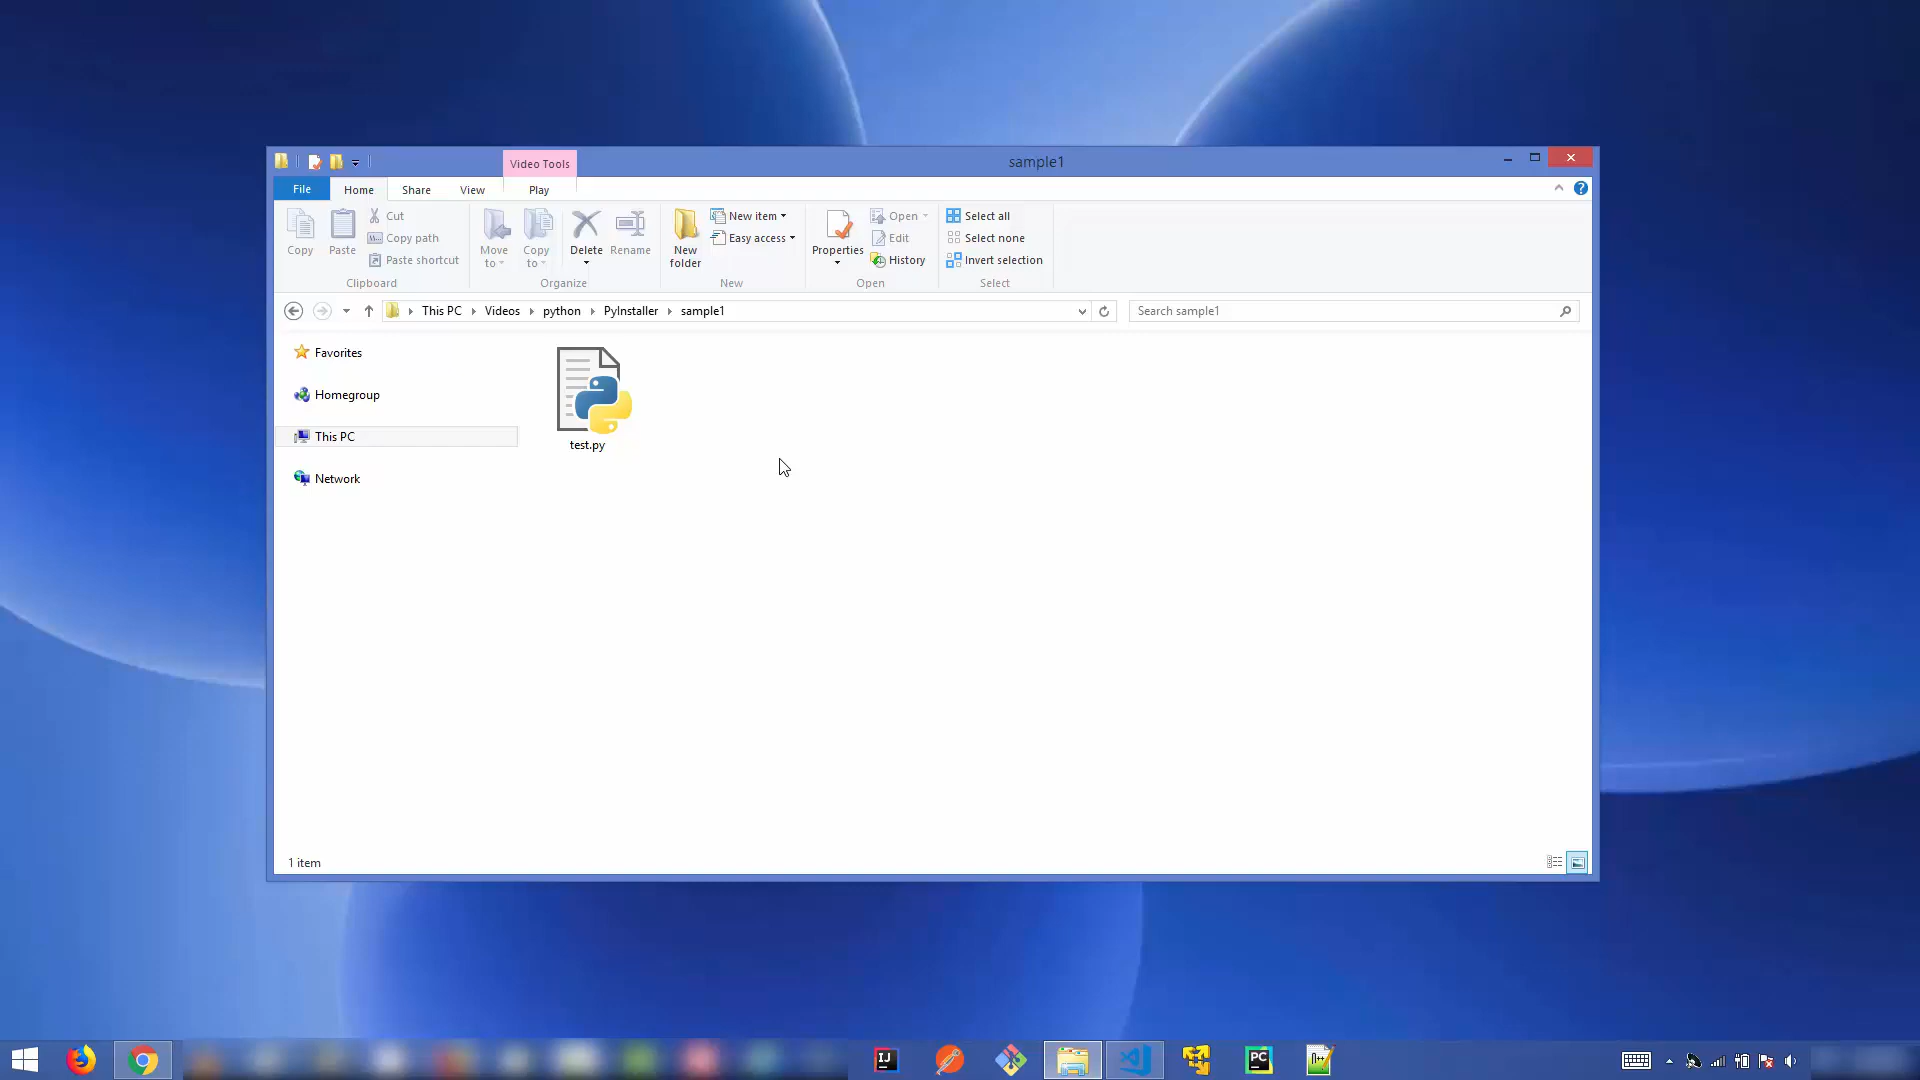 Video Tools
sample1
File Home Share View Play
Copy
Paste
Cut
Copy path
Paste shortcut
Clipboard
Move to
Copy to
Delete
Rename
Organize
New folder
New item
Easy access
New
Properties
Open
Edit
History
Open
Select all
Select none
Invert selection
Select
This PC Videos python PyInstaller sample1
Search sample1
Favorites
Homegroup
This PC
Network
test.py
1 item
IJ
PC